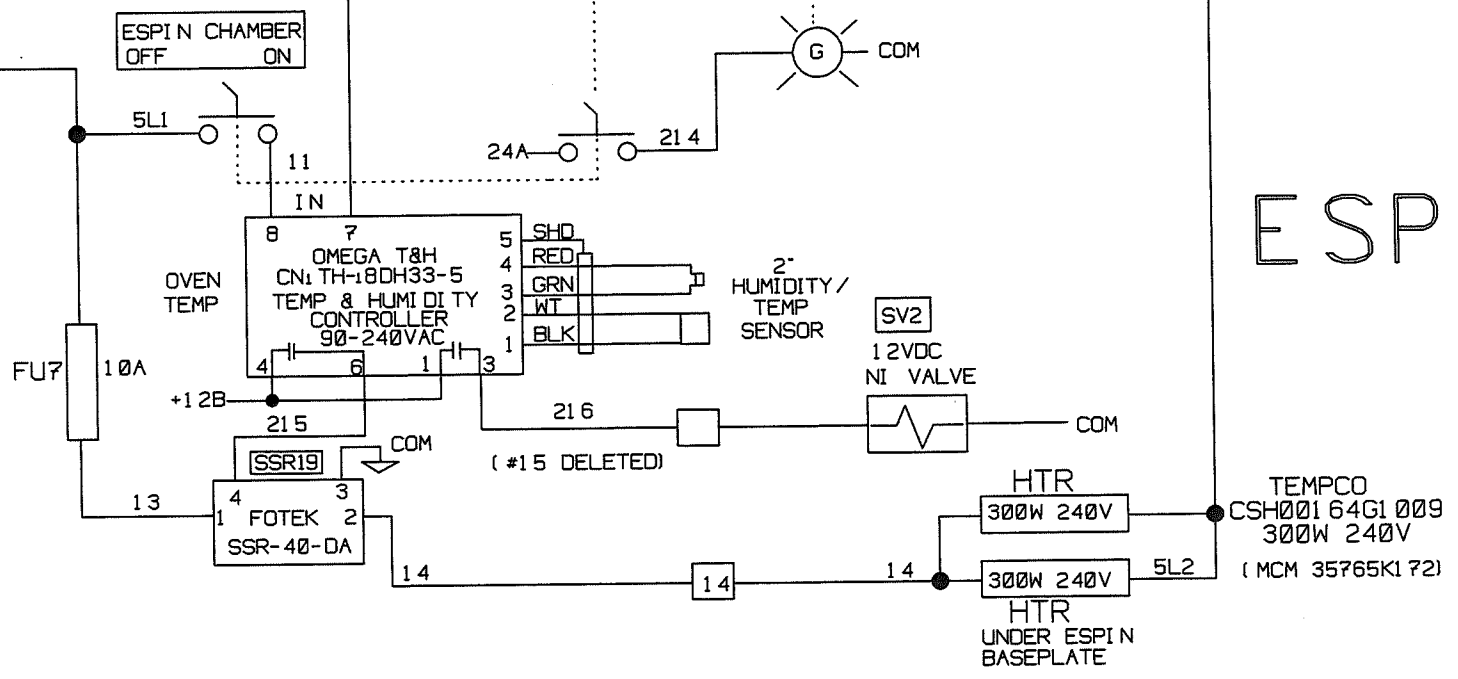 ESPIN CHAMBER
OFF ON
G
COM
5L1
11
24A
214
IN
8 7
OMEGA T&H
CNiTH-i8DH33-5
TEMP & HUMIDITY
CONTROLLER
90-240VAC
OVEN
TEMP
5 SHD
4 RED
3 GRN
2 WT
1 BLK
2"
HUMIDITY/
TEMP
SENSOR
ESP
4 6 1 3
+12B
215
216
(#15 DELETED)
SV2
12VDC
NI VALVE
COM
FU7 10A
SSR19
COM
13
4 3
1 FOTEK 2
SSR-40-DA
14
14
14
HTR
300W 240V
300W 240V
5L2
HTR
UNDER ESPIN
BASEPLATE
TEMPCO
CSH00164G1009
300W 240V
(MCM 35765K172)